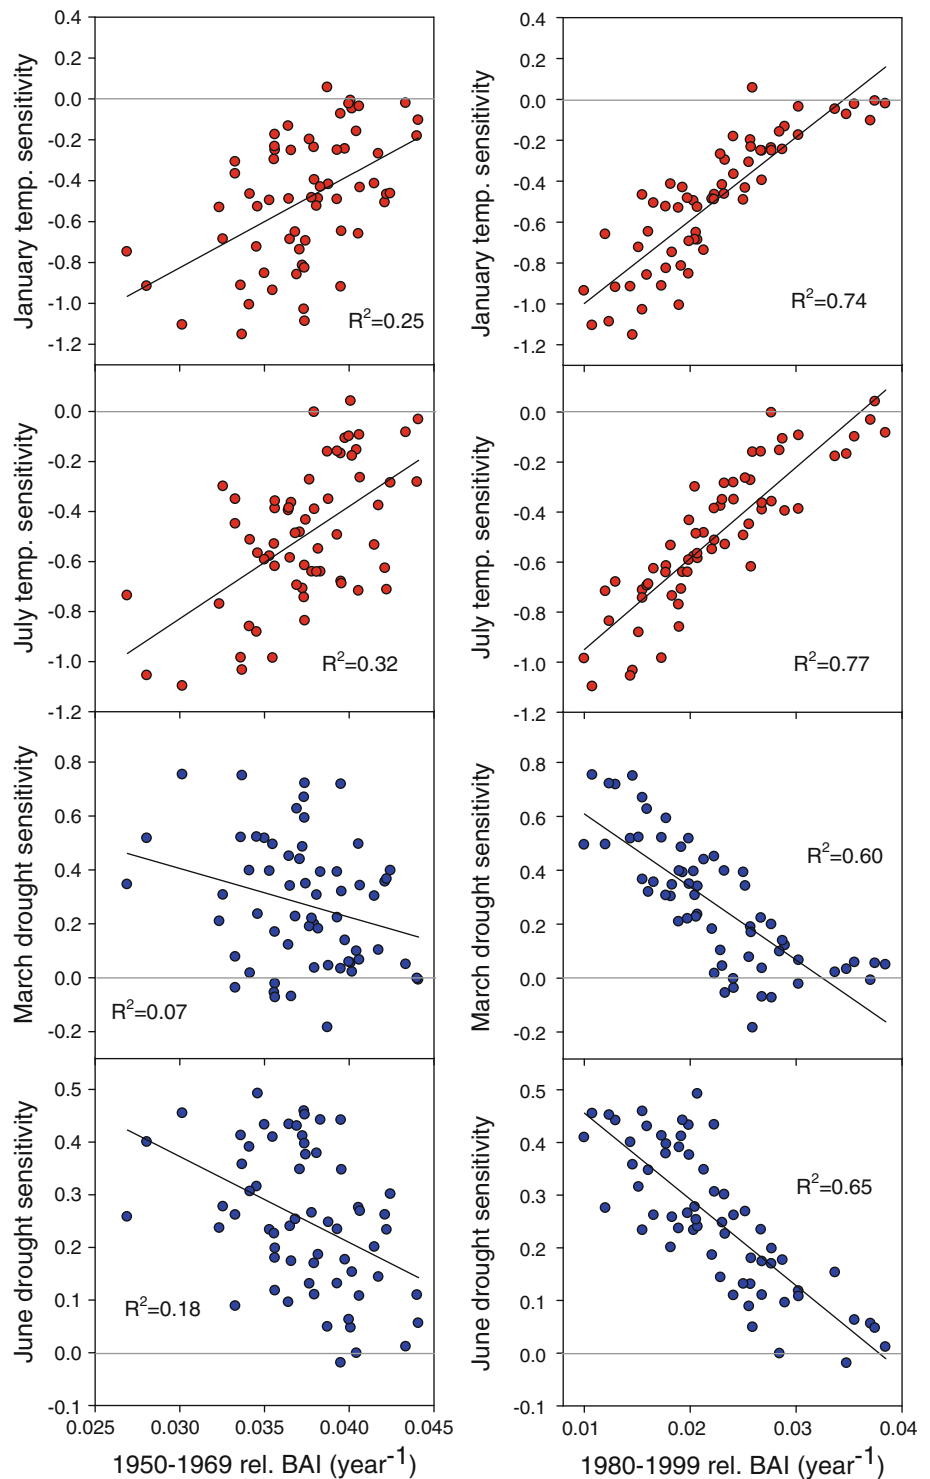 0.4
0.2
0.0
-0.2
-0.4
-0.6
-0.8
-1.0
-1.2
January temp. sensitivity
R²=0.25
0.4
0.2
0.0
-0.2
-0.4
-0.6
-0.8
-1.0
-1.2
January temp. sensitivity
R²=0.74
0.0
-0.2
-0.4
-0.6
-0.8
-1.0
-1.2
July temp. sensitivity
R²=0.32
0.0
-0.2
-0.4
-0.6
-0.8
-1.0
-1.2
July temp. sensitivity
R²=0.77
0.8
0.6
0.4
0.2
0.0
-0.2
March drought sensitivity
R²=0.07
0.8
0.6
0.4
0.2
0.0
-0.2
March drought sensitivity
R²=0.60
0.5
0.4
0.3
0.2
0.1
0.0
-0.1
June drought sensitivity
R²=0.18
0.025 0.030 0.035 0.040 0.045
1950-1969 rel. BAI (year⁻¹)
0.5
0.4
0.3
0.2
0.1
0.0
-0.1
June drought sensitivity
R²=0.65
0.01 0.02 0.03 0.04
1980-1999 rel. BAI (year⁻¹)